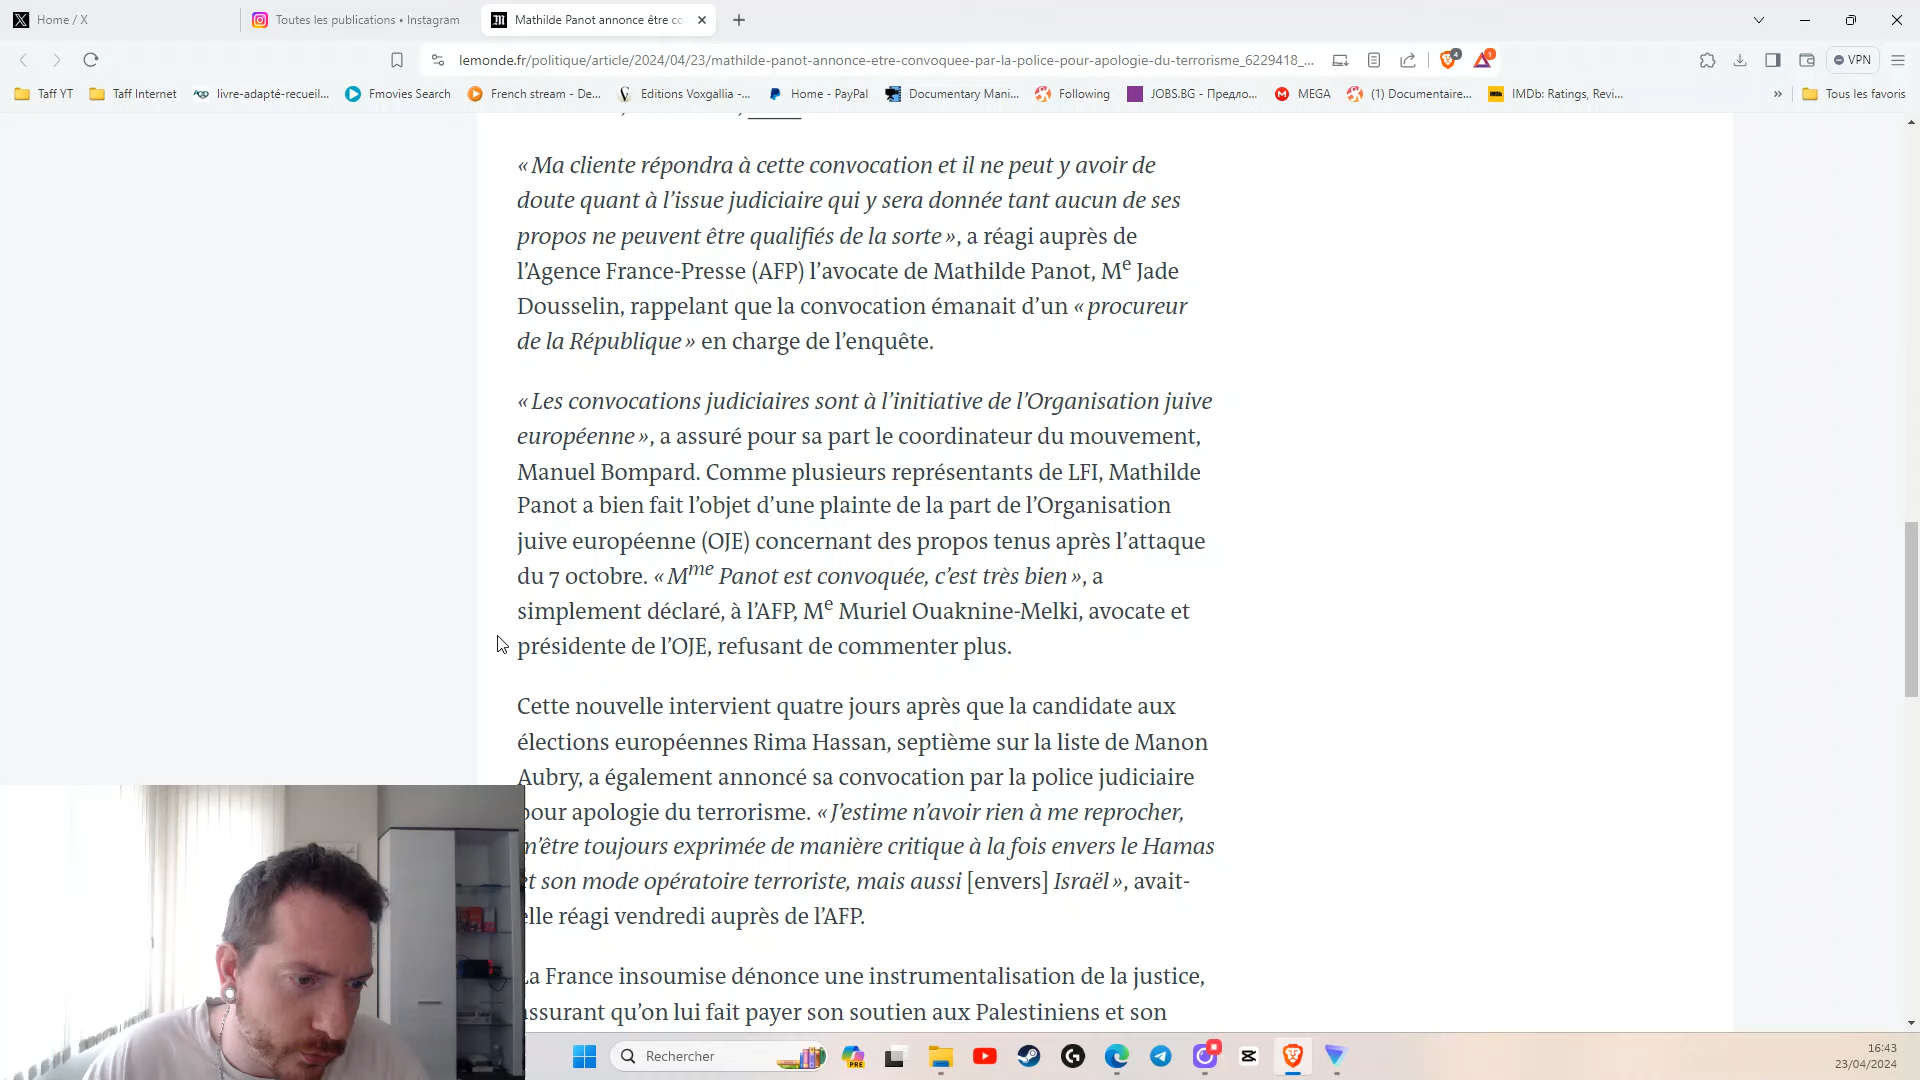 Home / X
Toutes les publications • Instagram
Mathilde Panot annonce être co
lemonde.fr/politique/article/2024/04/23/mathilde-panot-annonce-etre-convoquee-par-la-police-pour-apologie-du-terrorisme_6229418_...
4
1
VPN
Taff YT
Taff Internet
livre-adapté-recueil...
Fmovies Search
French stream - De...
Editions Voxgallia -...
Home - PayPal
Documentary Mani...
Following
JOBS.BG - Предло...
MEGA
(1) Documentaire...
IMDb: Ratings, Revi...
»
Tous les favoris
« Ma cliente répondra à cette convocation et il ne peut y avoir de
doute quant à l’issue judiciaire qui y sera donnée tant aucun de ses
propos ne peuvent être qualifiés de la sorte », a réagi auprès de
l’Agence France-Presse (AFP) l’avocate de Mathilde Panot, Me Jade
Dousselin, rappelant que la convocation émanait d’un « procureur
de la République » en charge de l’enquête.
« Les convocations judiciaires sont à l’initiative de l’Organisation juive
européenne », a assuré pour sa part le coordinateur du mouvement,
Manuel Bompard. Comme plusieurs représentants de LFI, Mathilde
Panot a bien fait l’objet d’une plainte de la part de l’Organisation
juive européenne (OJE) concernant des propos tenus après l’attaque
du 7 octobre. « Mme Panot est convoquée, c’est très bien », a
simplement déclaré, à l’AFP, Me Muriel Ouaknine-Melki, avocate et
présidente de l’OJE, refusant de commenter plus.
Cette nouvelle intervient quatre jours après que la candidate aux
élections européennes Rima Hassan, septième sur la liste de Manon
Aubry, a également annoncé sa convocation par la police judiciaire
pour apologie du terrorisme. « J’estime n’avoir rien à me reprocher,
m’être toujours exprimée de manière critique à la fois envers le Hamas
et son mode opératoire terroriste, mais aussi [envers] Israël », avait-
elle réagi vendredi auprès de l’AFP.
La France insoumise dénonce une instrumentalisation de la justice,
assurant qu’on lui fait payer son soutien aux Palestiniens et son
Rechercher
PRE
16:43
23/04/2024